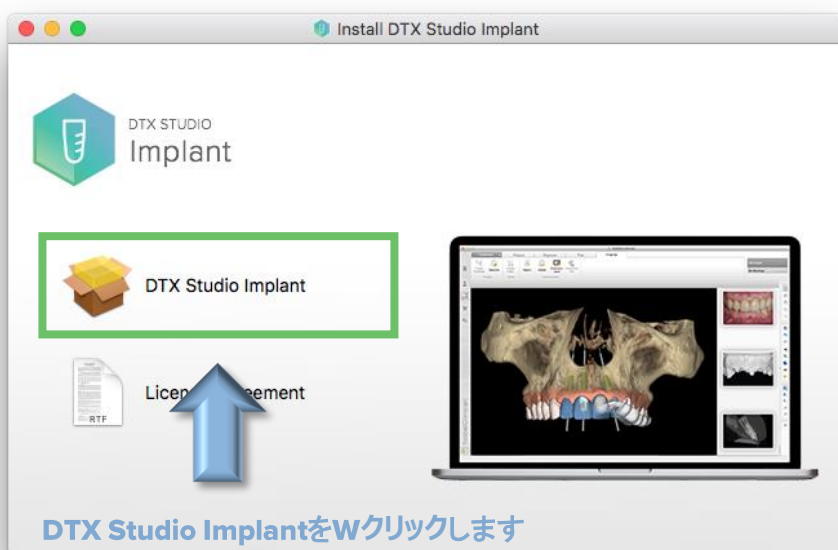 Install DTX Studio Implant
DTX STUDIO
Implant
DTX Studio Implant
RTF
DTX Studio ImplantをWクリックします